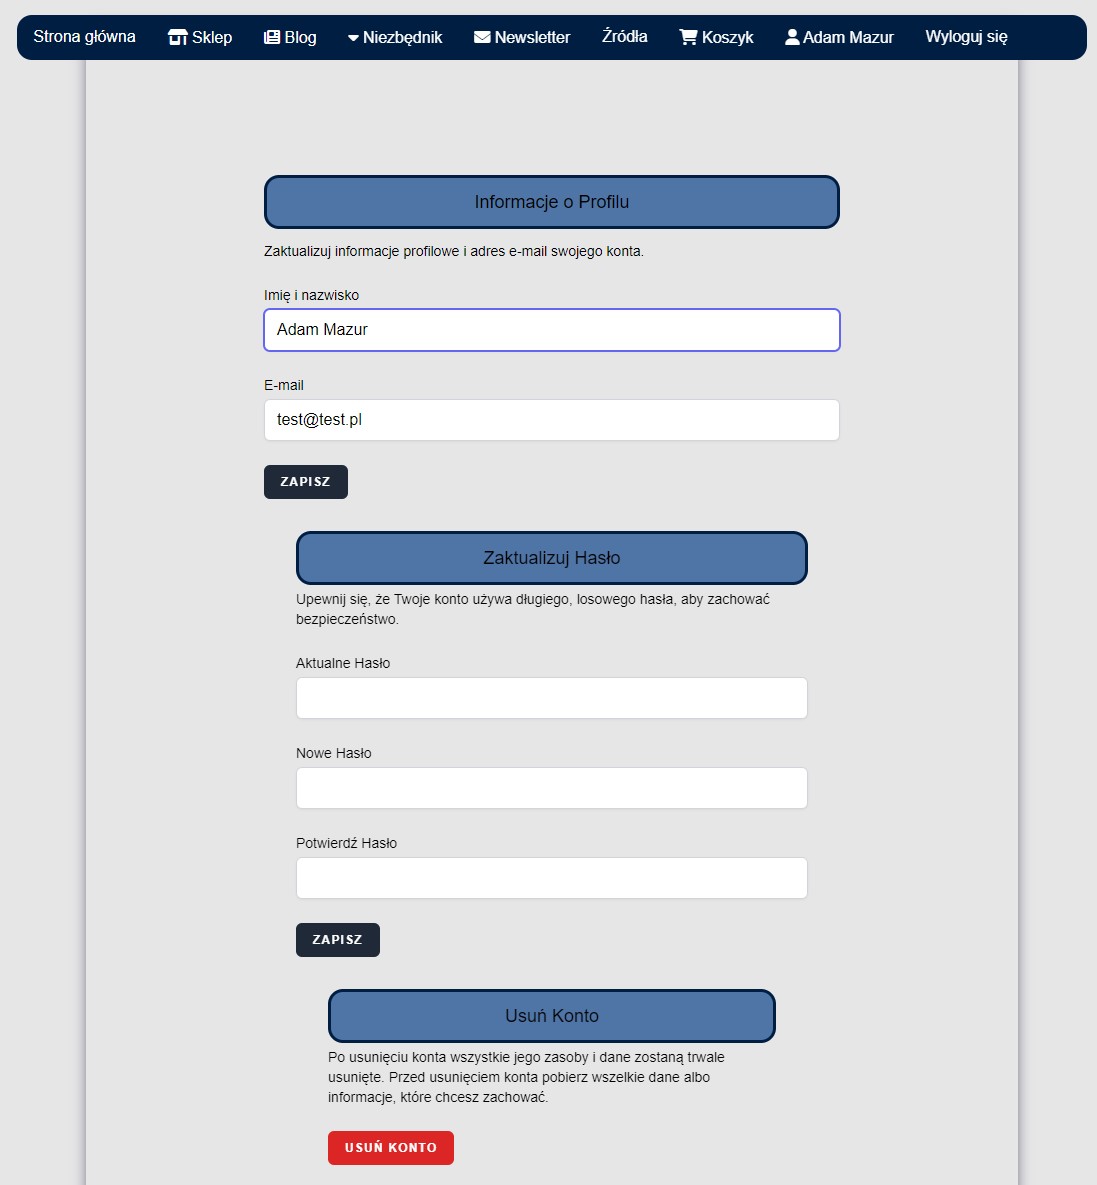 Strona główna Sklep Blog Niezbędnik Newsletter Źródła Koszyk Adam Mazur Wyloguj się
Informacje o Profilu
Zaktualizuj informacje profilowe i adres e-mail swojego konta.
Imię i nazwisko
Adam Mazur
E-mail
test@test.pl
ZAPISZ
Zaktualizuj Hasło
Upewnij się, że Twoje konto używa długiego, losowego hasła, aby zachować
bezpieczeństwo.
Aktualne Hasło
Nowe Hasło
Potwierdź Hasło
ZAPISZ
Usuń Konto
Po usunięciu konta wszystkie jego zasoby i dane zostaną trwale
usunięte. Przed usunięciem konta pobierz wszelkie dane albo
informacje, które chcesz zachować.
USUŃ KONTO